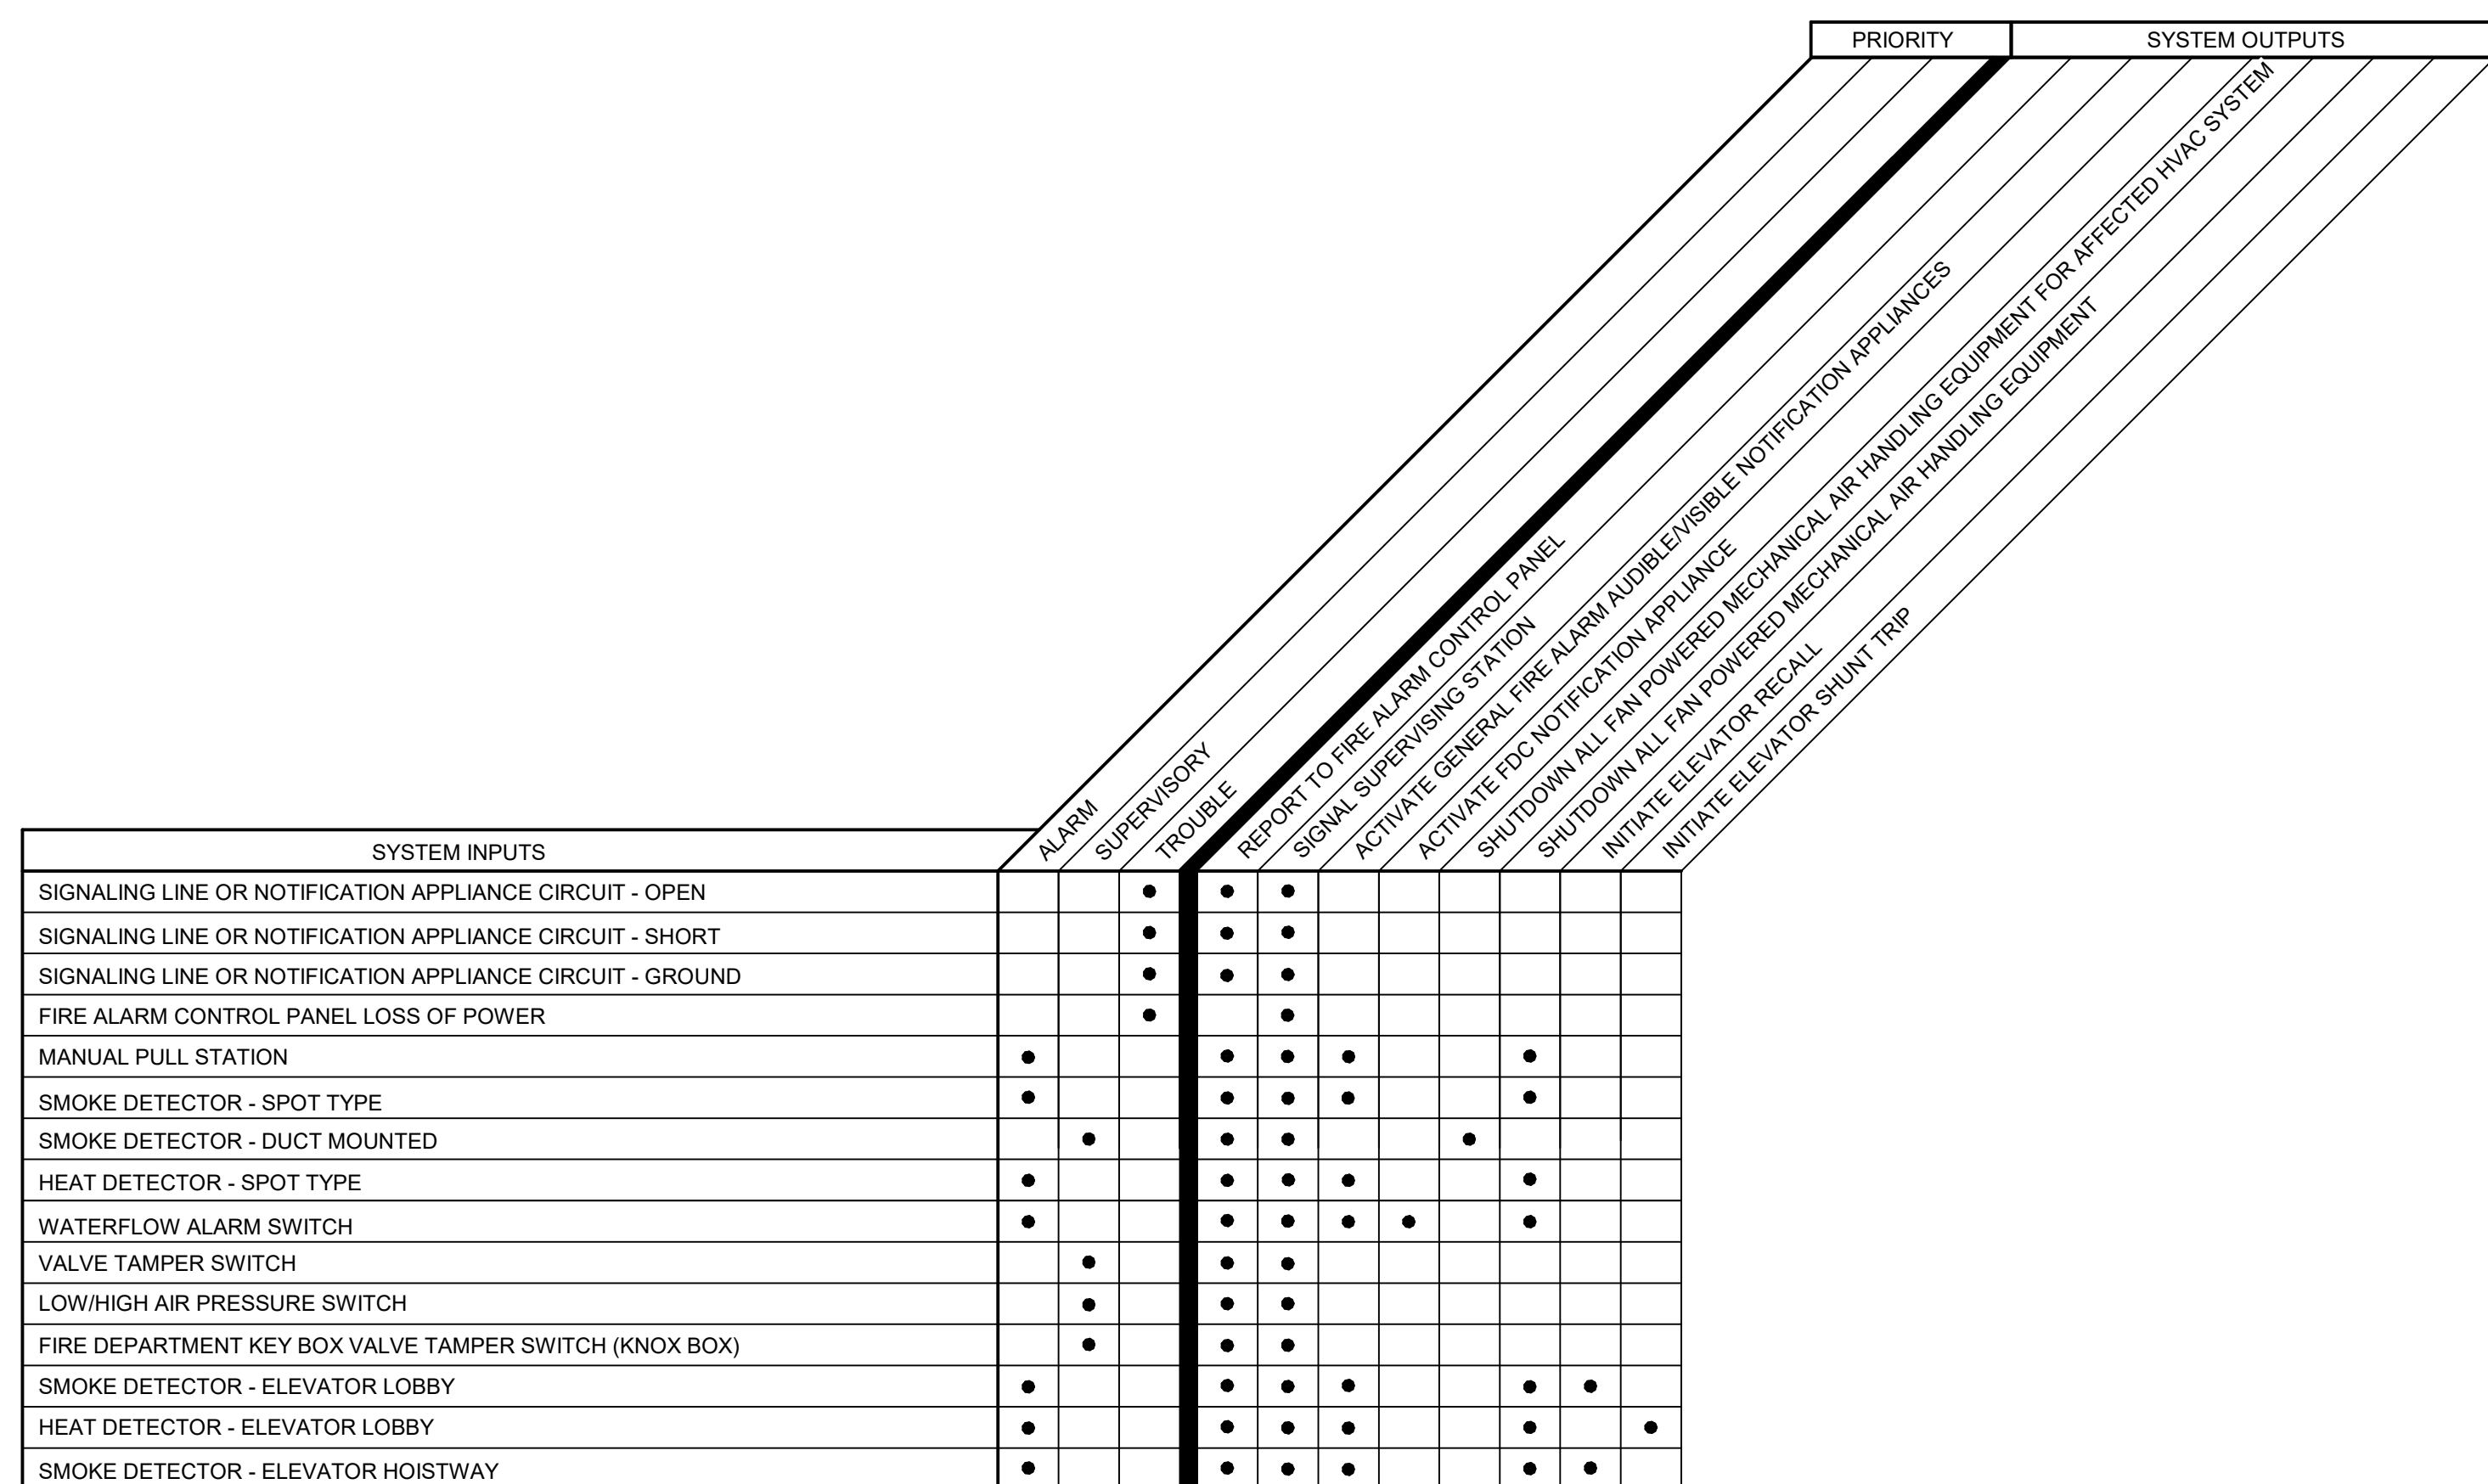 PRIORITY
SYSTEM OUTPUTS
ALARM
SUPERVISORY
TROUBLE
REPORT TO FIRE ALARM CONTROL PANEL
SIGNAL SUPERVISING STATION
ACTIVATE GENERAL FIRE ALARM AUDIBLE/VISIBLE NOTIFICATION APPLIANCES
ACTIVATE FDC NOTIFICATION APPLIANCE
SHUTDOWN ALL FAN POWERED MECHANICAL AIR HANDLING EQUIPMENT FOR AFFECTED HVAC SYSTEM
SHUTDOWN ALL FAN POWERED MECHANICAL AIR HANDLING EQUIPMENT
INITIATE ELEVATOR RECALL
INITIATE ELEVATOR SHUNT TRIP
SYSTEM INPUTS
SIGNALING LINE OR NOTIFICATION APPLIANCE CIRCUIT - OPEN
SIGNALING LINE OR NOTIFICATION APPLIANCE CIRCUIT - SHORT
SIGNALING LINE OR NOTIFICATION APPLIANCE CIRCUIT - GROUND
FIRE ALARM CONTROL PANEL LOSS OF POWER
MANUAL PULL STATION
SMOKE DETECTOR - SPOT TYPE
SMOKE DETECTOR - DUCT MOUNTED
HEAT DETECTOR - SPOT TYPE
WATERFLOW ALARM SWITCH
VALVE TAMPER SWITCH
LOW/HIGH AIR PRESSURE SWITCH
FIRE DEPARTMENT KEY BOX VALVE TAMPER SWITCH (KNOX BOX)
SMOKE DETECTOR - ELEVATOR LOBBY
HEAT DETECTOR - ELEVATOR LOBBY
SMOKE DETECTOR - ELEVATOR HOISTWAY